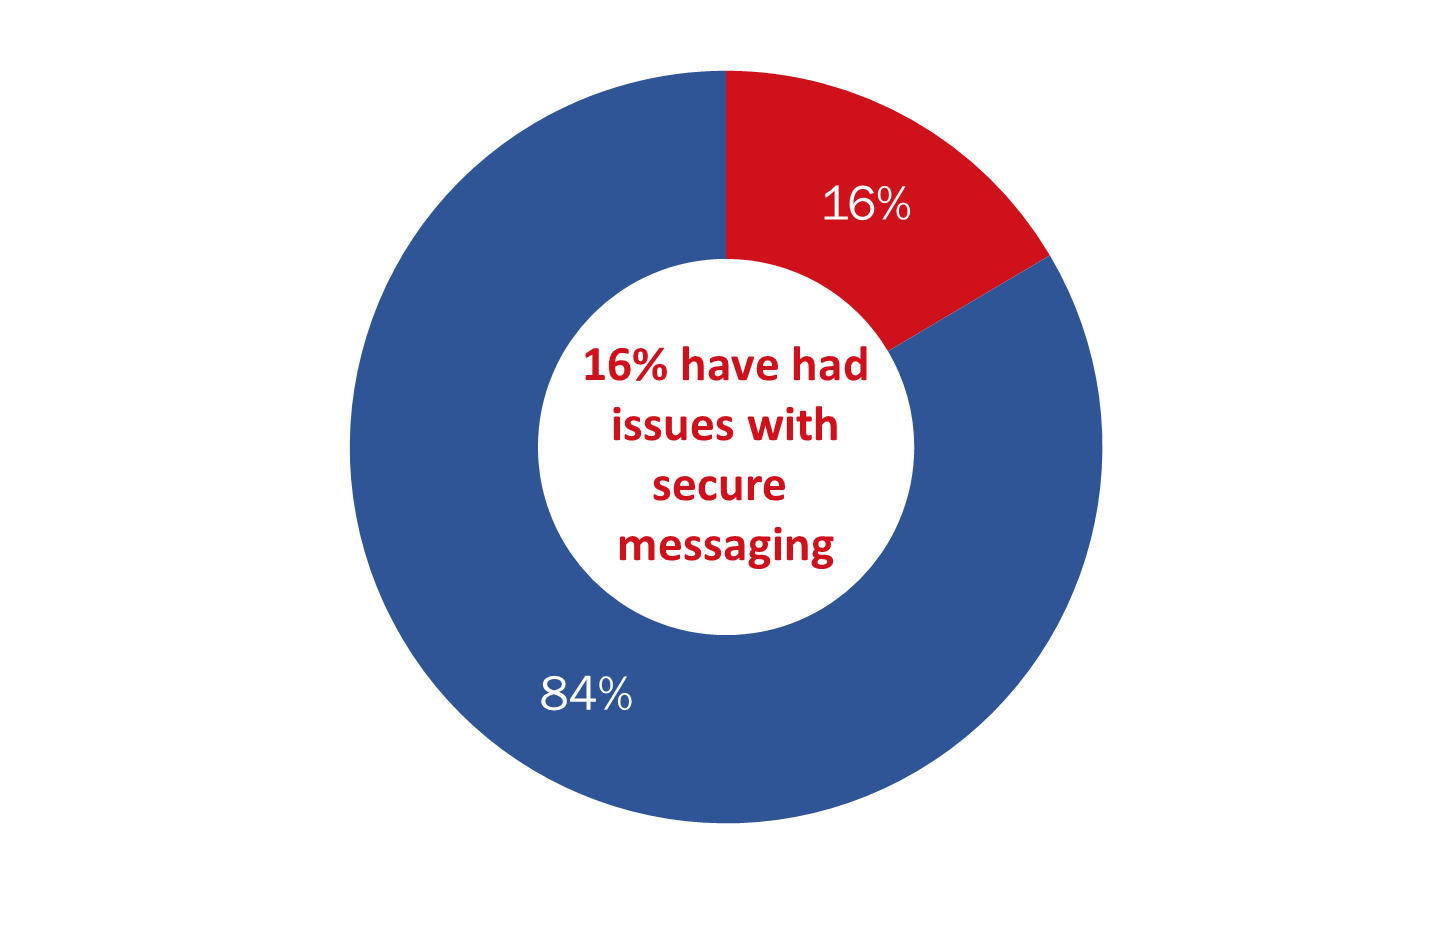 16%
16% have had
issues with
secure
messaging
84%